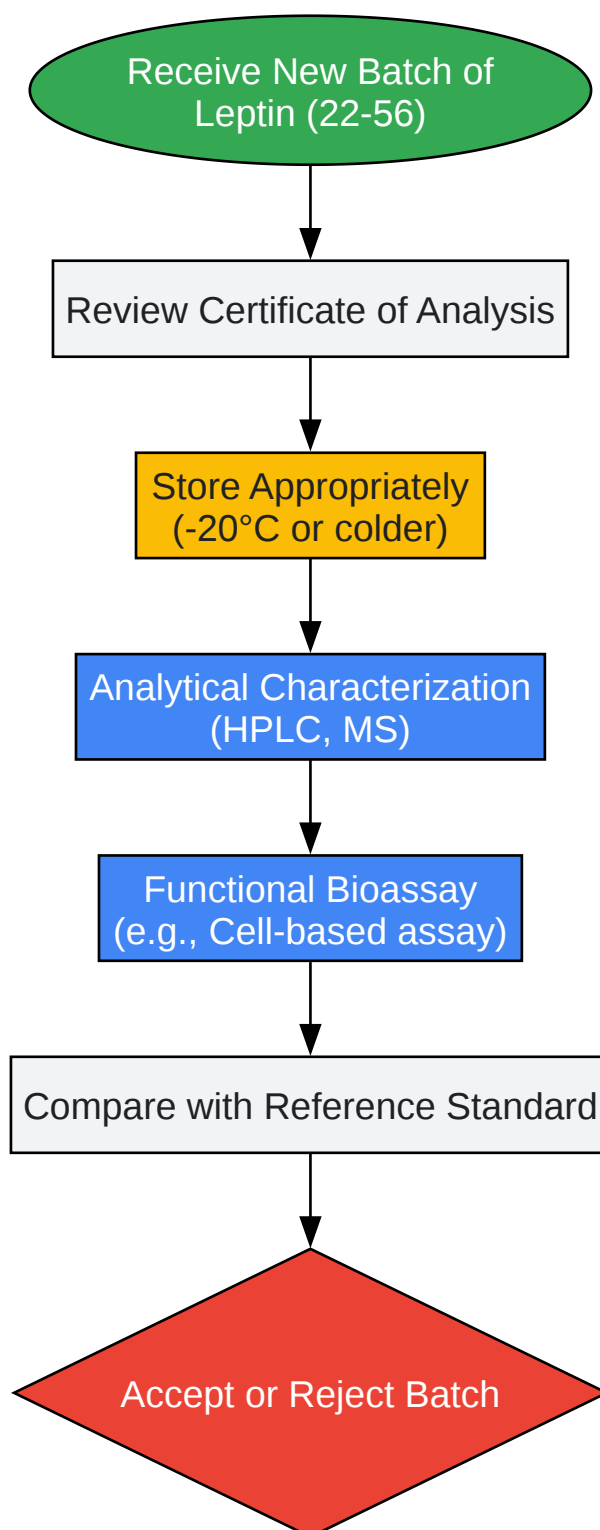 Receive New Batch of
Leptin (22-56)
Review Certificate of Analysis
Store Appropriately
(-20°C or colder)
Analytical Characterization
(HPLC, MS)
Functional Bioassay
(e.g., Cell-based assay)
Compare with Reference Standard
Accept or Reject Batch